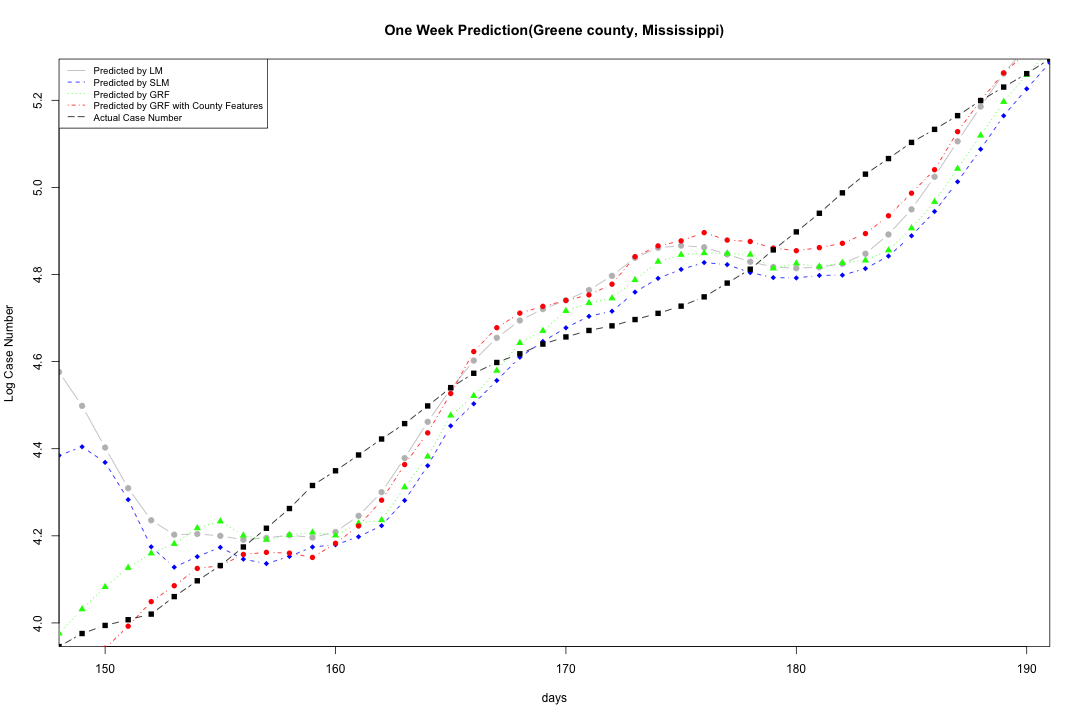 One Week Prediction(Greene county, Mississippi)
Predicted by LM
Predicted by SLM
Predicted by GRF
Predicted by GRF with County Features
Actual Case Number
Log Case Number
5.2
5.0
4.8
4.6
4.4
4.2
4.0
150 160 170 180 190
days